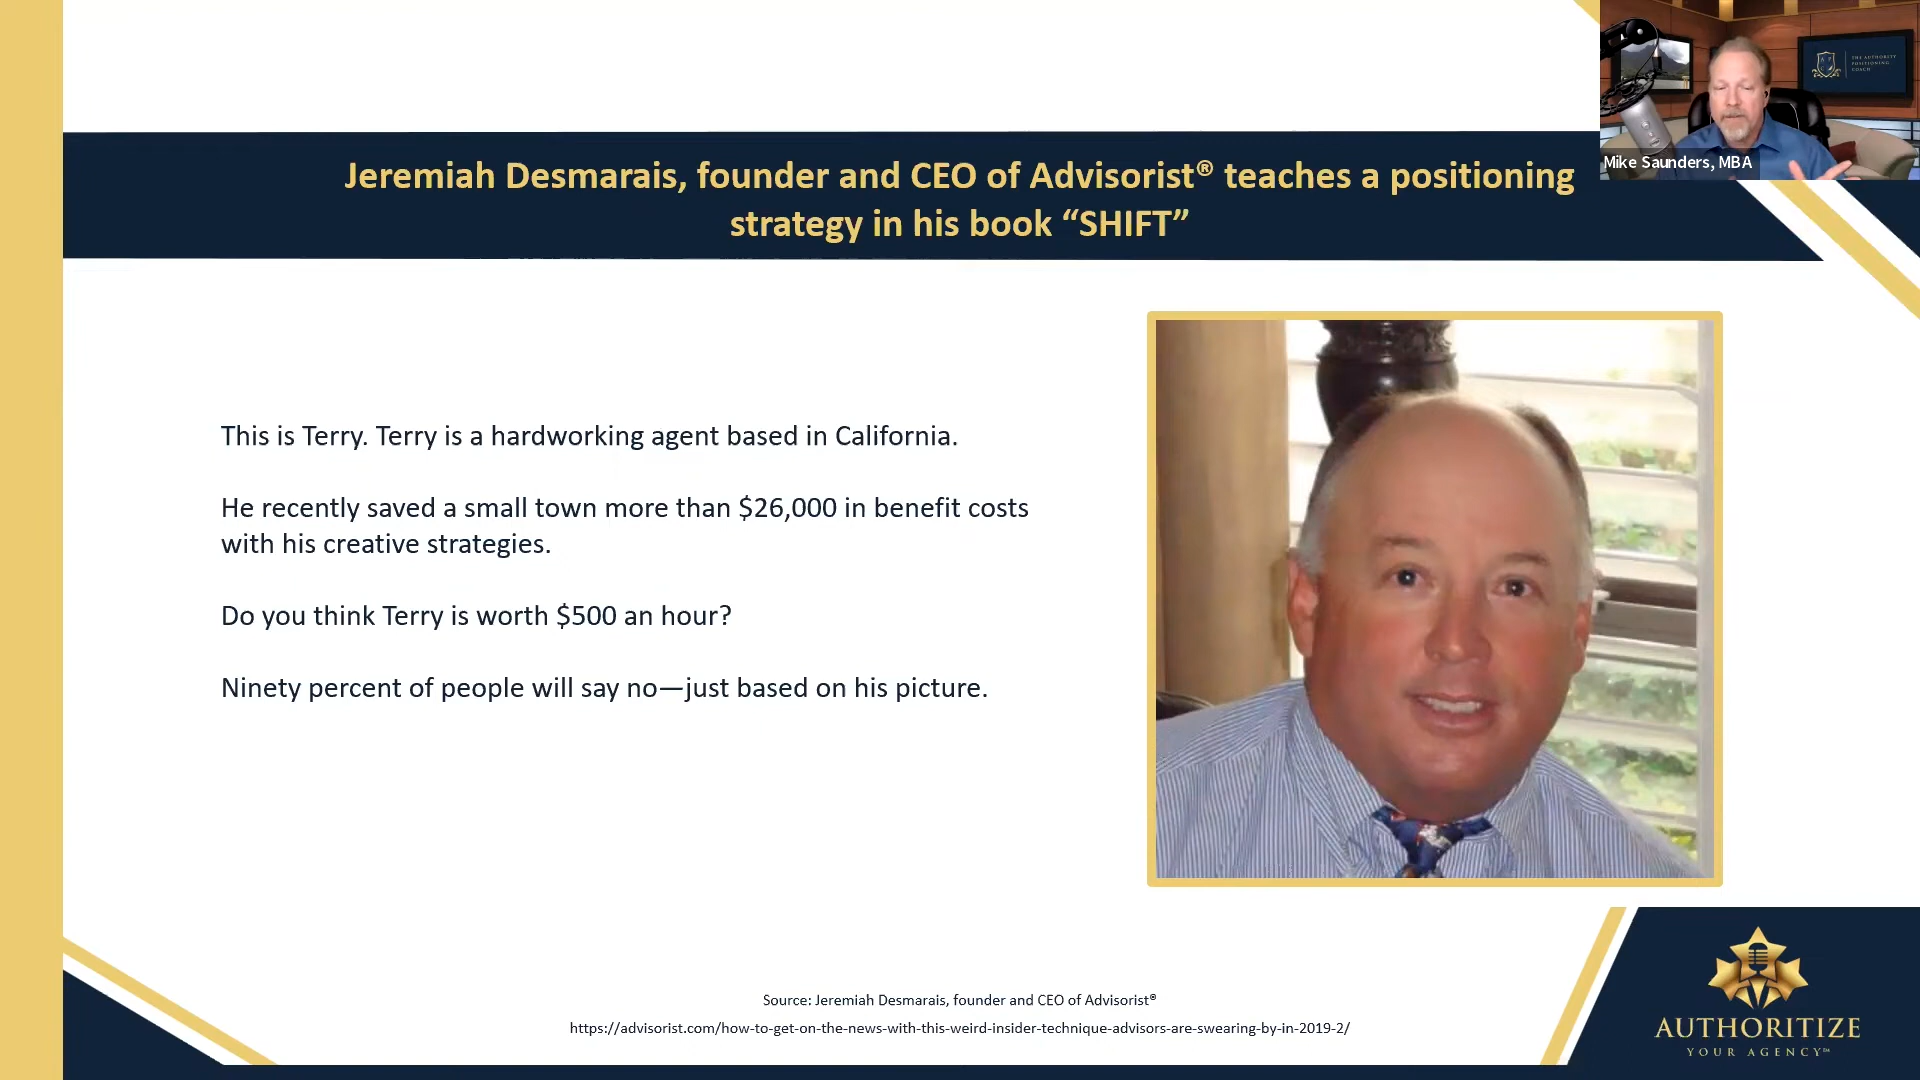 Jeremiah Desmarais, founder and CEO of Advisorist® teaches a positioning
strategy in his book “SHIFT”
THE AUTHORITY
POSITIONING
COACH
Mike Saunders, MBA
This is Terry. Terry is a hardworking agent based in California.
He recently saved a small town more than $26,000 in benefit costs
with his creative strategies.
Do you think Terry is worth $500 an hour?
Ninety percent of people will say no—just based on his picture.
Source: Jeremiah Desmarais, founder and CEO of Advisorist®
https://advisorist.com/how-to-get-on-the-news-with-this-weird-insider-technique-advisors-are-swearing-by-in-2019-2/
AUTHORITIZE
YOUR AGENCY™